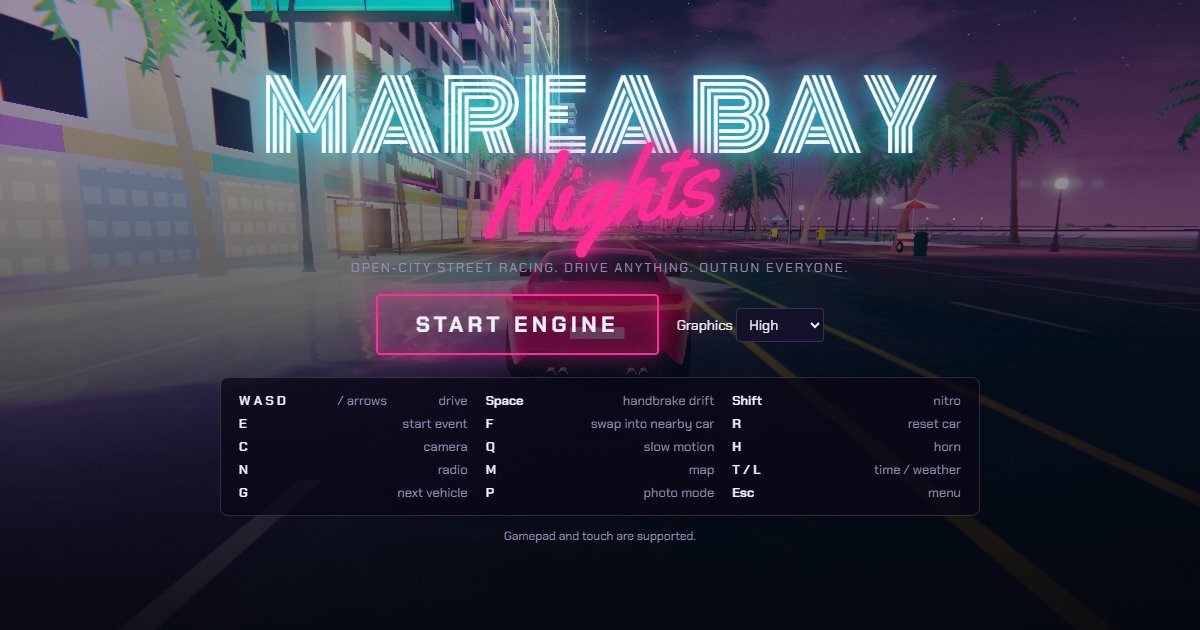 MAREA BAY
Nights
PHARMACY
OPEN-CITY STREET RACING. DRIVE ANYTHING. OUTRUN EVERYONE.
START ENGINE Graphics High
WASD / arrows drive Space handbrake drift Shift nitro
E start event F swap into nearby car R reset car
C camera Q slow motion H horn
N radio M map T / L time / weather
G next vehicle P photo mode Esc menu
Gamepad and touch are supported.